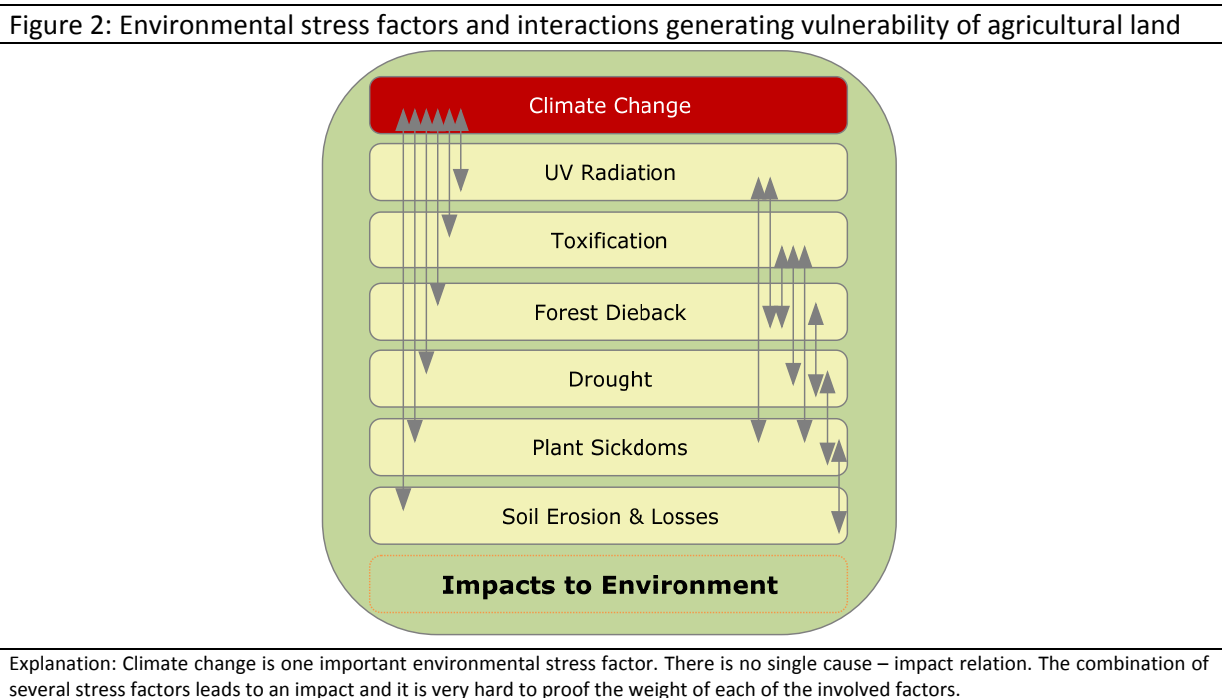 Figure 2: Environmental stress factors and interactions generating vulnerability of agricultural land
Climate Change
UV Radiation
Toxification
Forest Dieback
Drought
Plant Sickdoms
Soil Erosion & Losses
Impacts to Environment
Explanation: Climate change is one important environmental stress factor. There is no single cause – impact relation. The combination of
several stress factors leads to an impact and it is very hard to proof the weight of each of the involved factors.